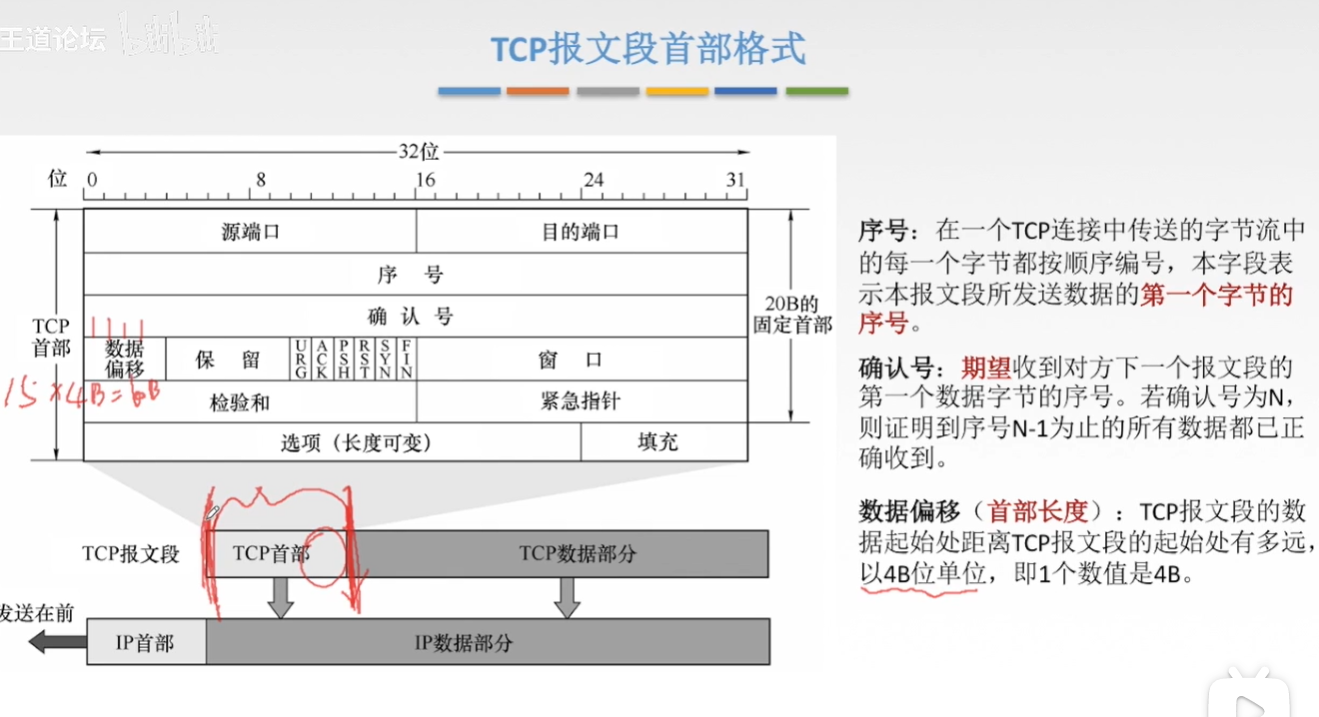 王道论坛 bilibili
TCP报文段首部格式
32位
位 0 8 16 24 31
源端口 目的端口
序 号
确 认 号
TCP
首部
20B的
固定首部
1111
数据
偏移
保 留
URG
ACK
PSH
RST
SYN
FIN
窗 口
15×4B=60B
检验和 紧急指针
选项（长度可变） 填充
TCP报文段 TCP首部 TCP数据部分
发送在前
IP首部 IP数据部分
序号：在一个TCP连接中传送的字节流中
的每一个字节都按顺序编号，本字段表
示本报文段所发送数据的第一个字节的
序号。
确认号：期望收到对方下一个报文段的
第一个数据字节的序号。若确认号为N，
则证明到序号N-1为止的所有数据都已正
确收到。
数据偏移（首部长度）：TCP报文段的数
据起始处距离TCP报文段的起始处有多远，
以4B位单位，即1个数值是4B。